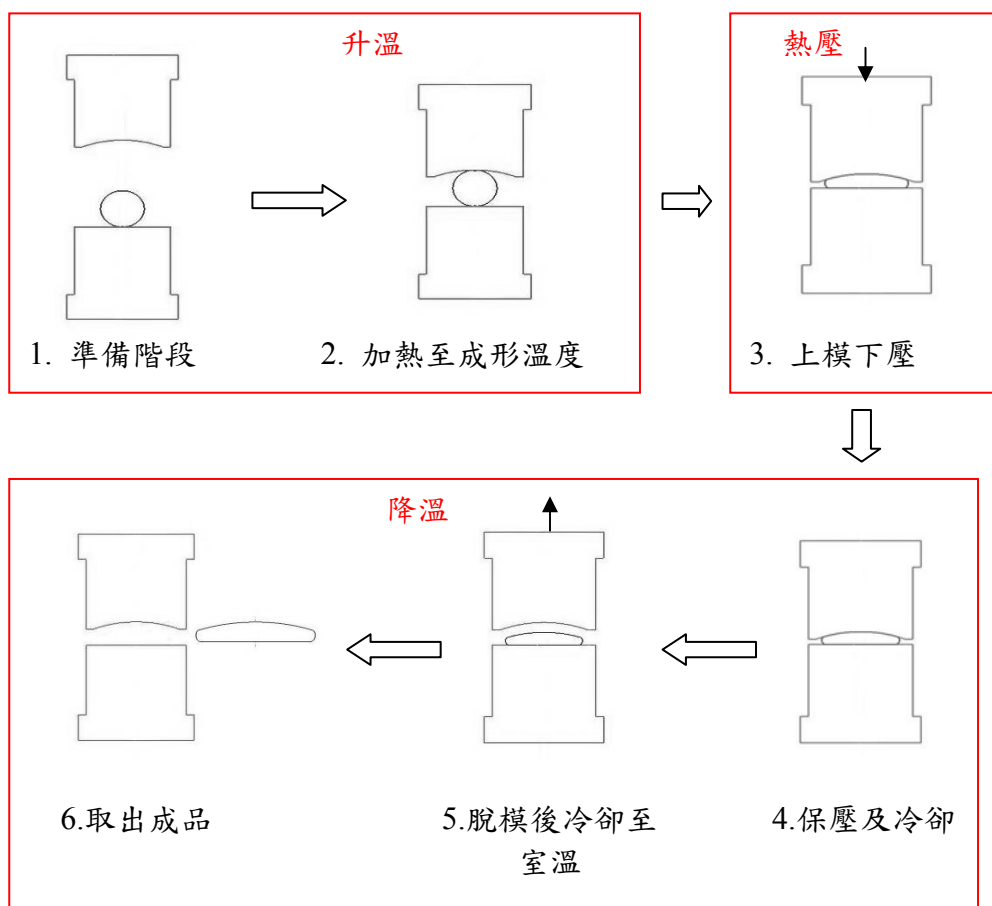 升溫
1. 準備階段
2. 加熱至成形溫度
熱壓
3. 上模下壓
降溫
6.取出成品
5.脫模後冷卻至
室溫
4.保壓及冷卻